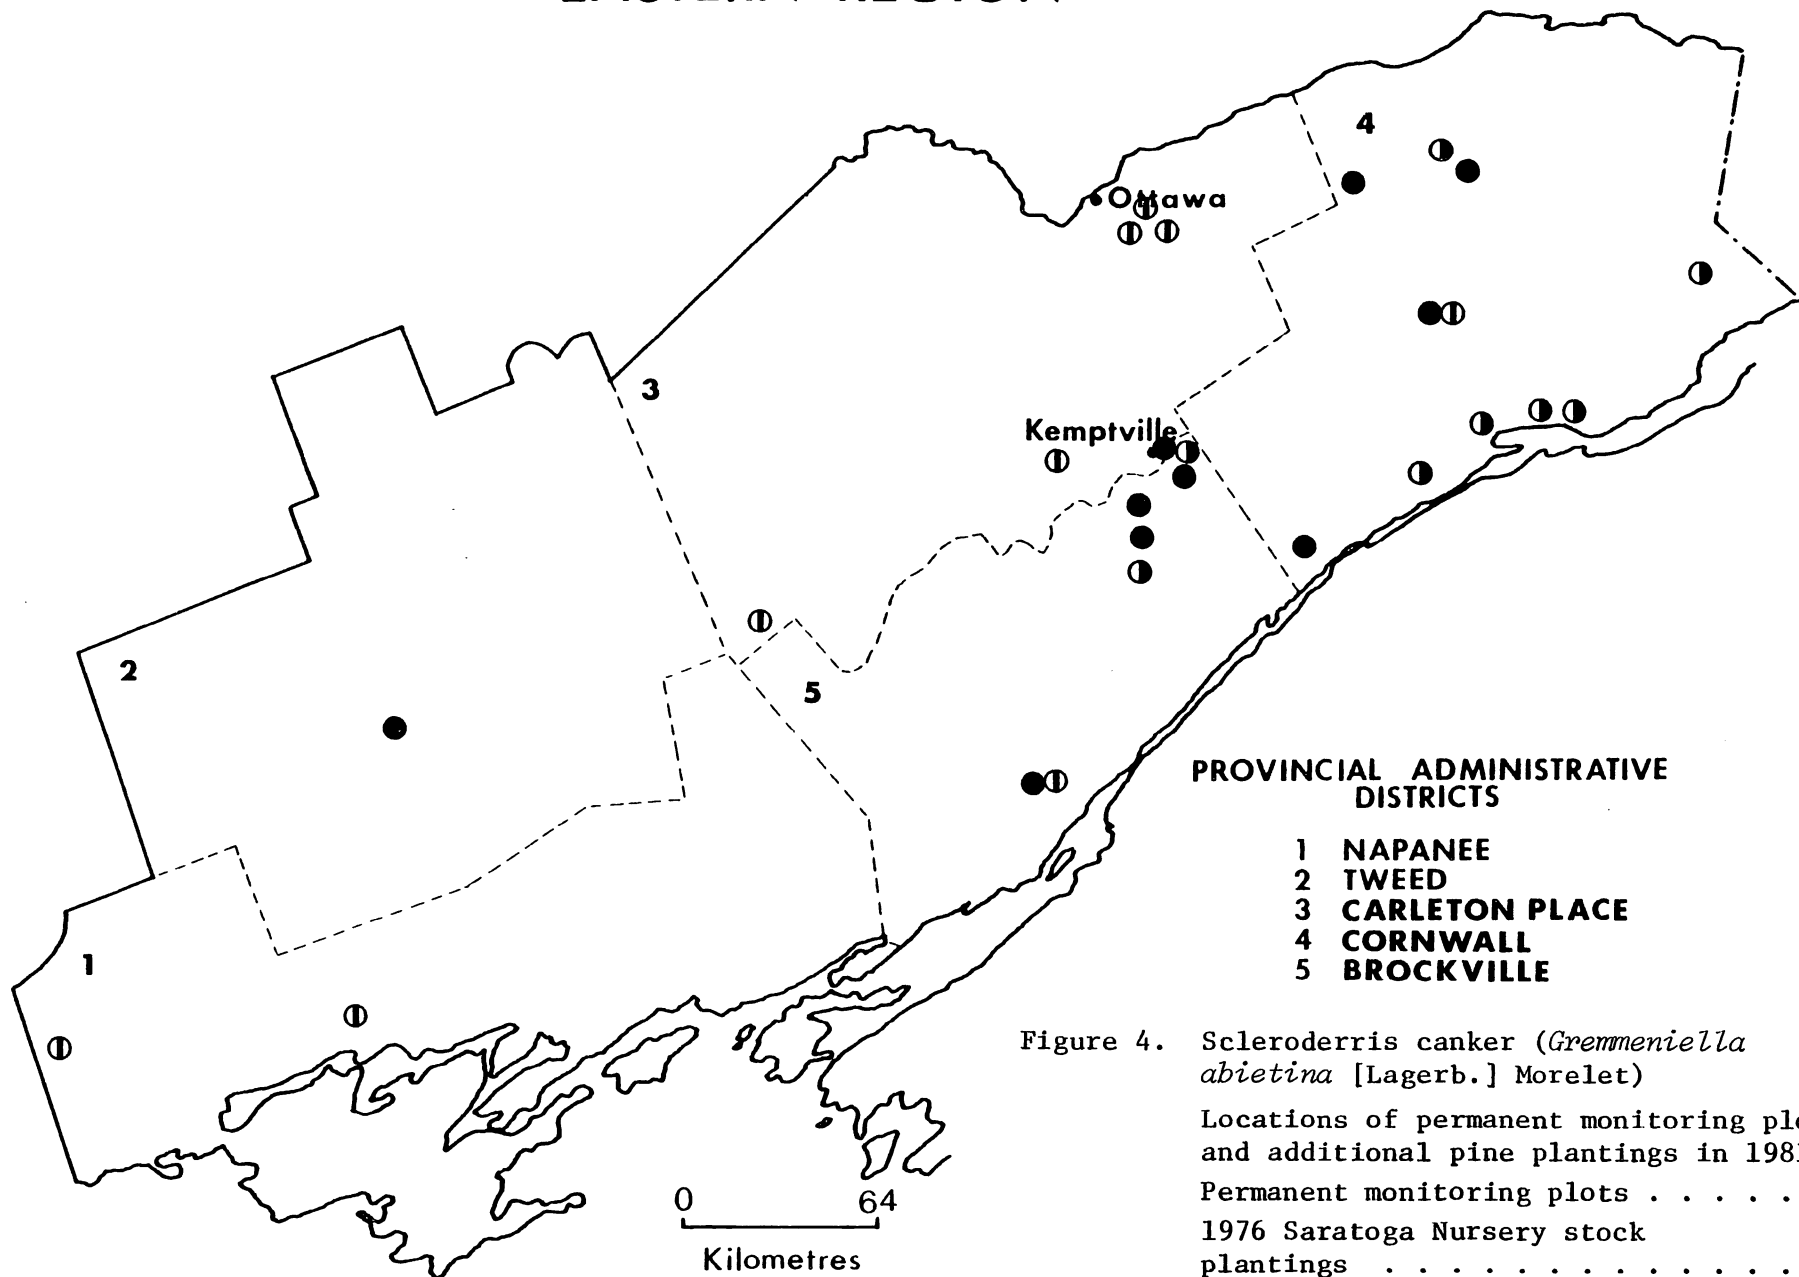 4
Ottawa
3
Kemptville
2
5
PROVINCIAL ADMINISTRATIVE
DISTRICTS
1 NAPANEE
2 TWEED
3 CARLETON PLACE
4 CORNWALL
5 BROCKVILLE
1
Figure 4. Scleroderris canker (Gremmeniella
abietina [Lagerb.] Morelet)
Locations of permanent monitoring
and additional pine plantings in
Permanent monitoring plots . . . . .
1976 Saratoga Nursery stock
plantings . . . . . . . . . . . . .
0 64
Kilometres